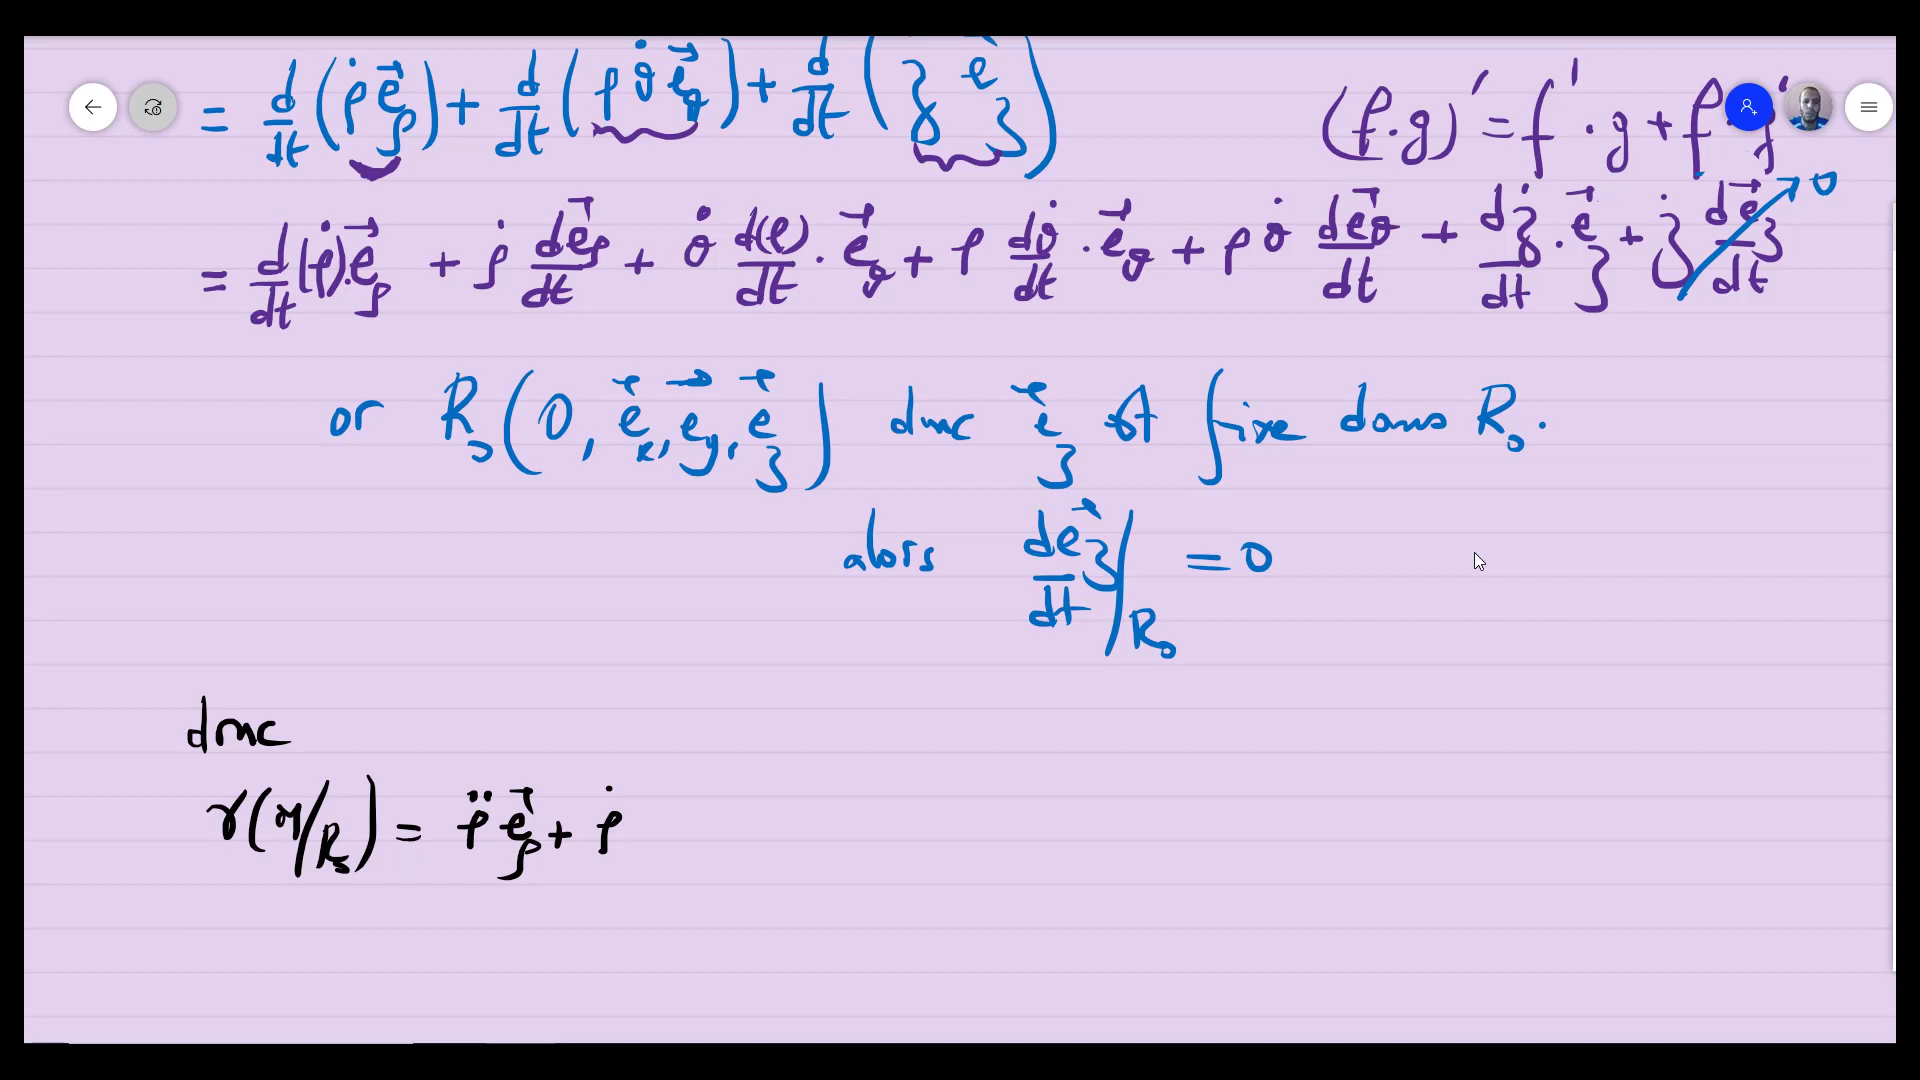 = d/dt (ρ̇ e⃗ρ) + d/dt (ρ θ̇ e⃗θ) + d/dt (ż e⃗z)
(f·g)' = f'·g + f·g'
= d/dt (ρ̇)·e⃗ρ + ρ̇ de⃗ρ/dt + θ̇ d(ρ)/dt · e⃗θ + ρ dθ̇/dt · e⃗θ + ρ θ̇ de⃗θ/dt + dż/dt · e⃗z + ż de⃗z/dt → 0
or R₀(O, e⃗x, e⃗y, e⃗z) donc e⃗z est fixe dans R₀.
alors de⃗z/dt /R₀ = 0
donc
γ(M/R₀) = ρ̈ e⃗ρ + ρ̇